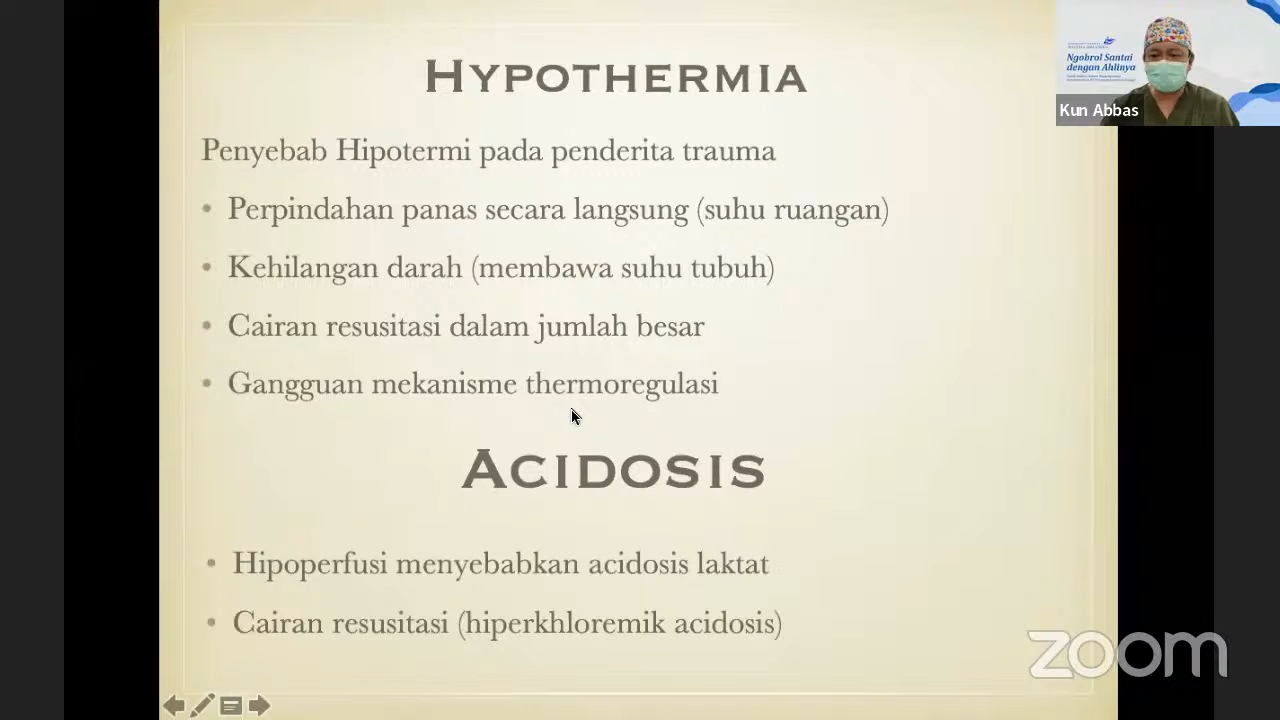 HYPOTHERMIA
Penyebab Hipotermi pada penderita trauma
• Perpindahan panas secara langsung (suhu ruangan)
• Kehilangan darah (membawa suhu tubuh)
• Cairan resusitasi dalam jumlah besar
• Gangguan mekanisme thermoregulasi
ACIDOSIS
• Hipoperfusi menyebabkan acidosis laktat
• Cairan resusitasi (hiperkhloremik acidosis)
Ngobrol Santai
dengan Ahlinya
Kun Abbas
zoom